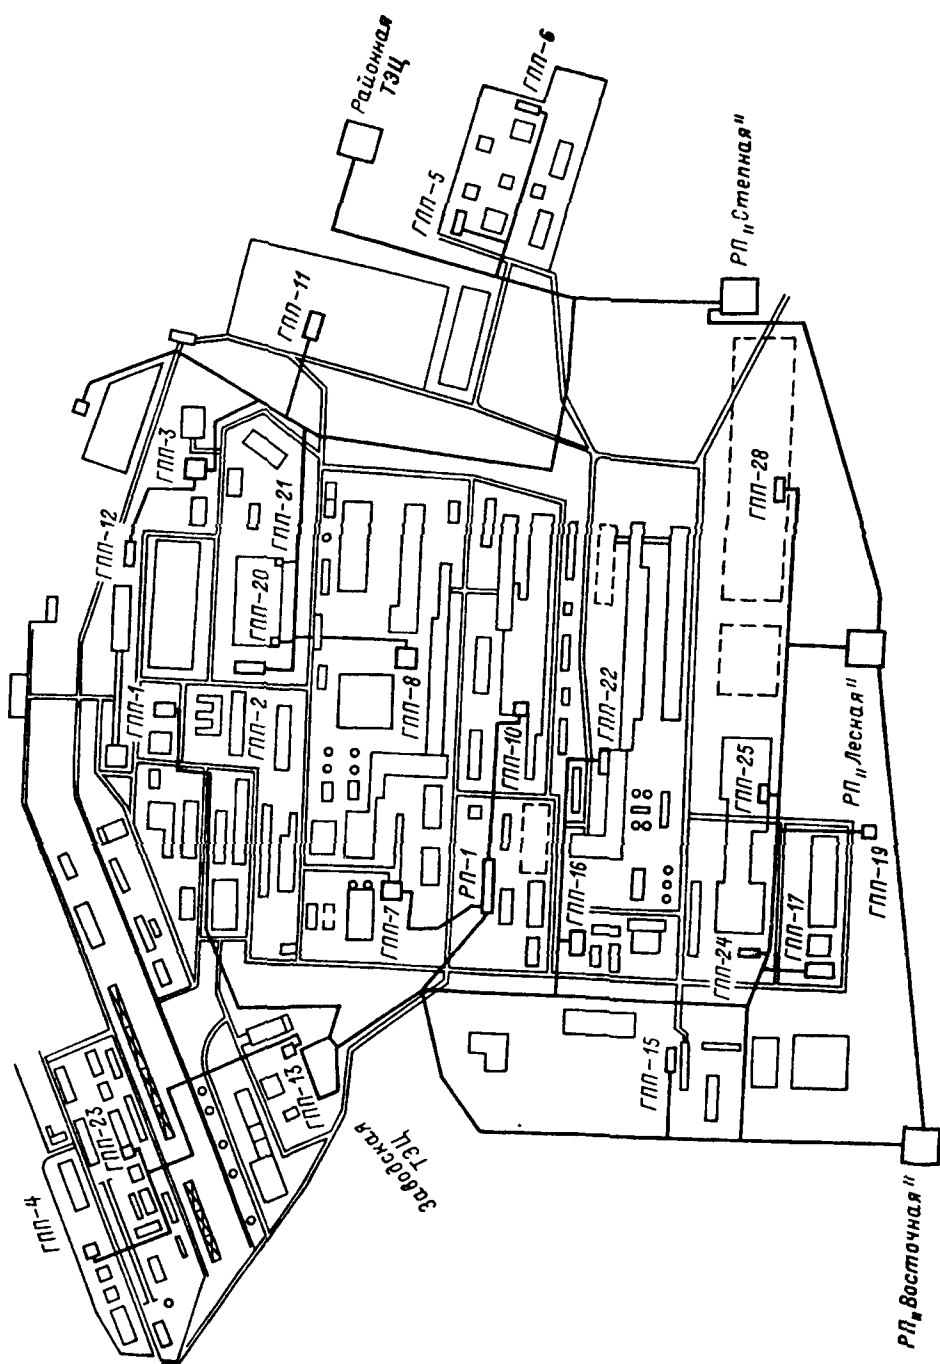 Районная
ТЭЦ
ГПП-6
ГПП-5
РП „Степная"
ГПП-11
ГПП-3
ГПП-12
ГПП-21
ГПП-20
ГПП-28
ГПП-1
ГПП-2
ГПП-8
ГПП-10
ГПП-22
ГПП-25
РП „Лесная"
ГПП-7
РП-1
ГПП-16
ГПП-24
ГПП-17
ГПП-19
ГПП-15
ГПП-13
Заводская
ТЭЦ
ГПП-23
ГПП-4
РП „Восточная"